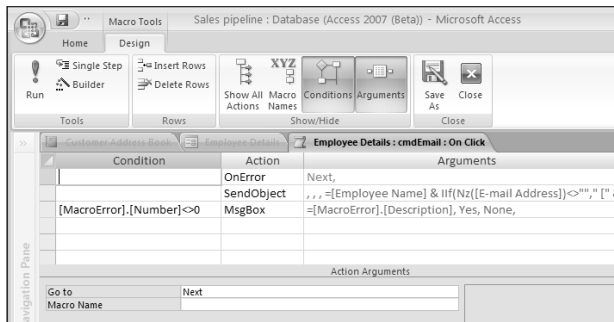 Macro Tools Sales pipeline : Database (Access 2007 (Beta)) - Microsoft Access
Home Design
Run
Single Step
Builder
Tools
Insert Rows
Delete Rows
Rows
Show All Actions
XYZ
Macro Names
Conditions
Arguments
Show/Hide
Save As
Close
Close
Customer Address Book Employee Details Employee Details : cmdEmail : On Click
Condition Action Arguments
OnError Next,
SendObject , , , =[Employee Name] & IIf(Nz([E-mail Address])<>""," [" &
[MacroError].[Number]<>0 MsgBox =[MacroError].[Description], Yes, None,
Action Arguments
Go to Next
Macro Name
avigation Pane